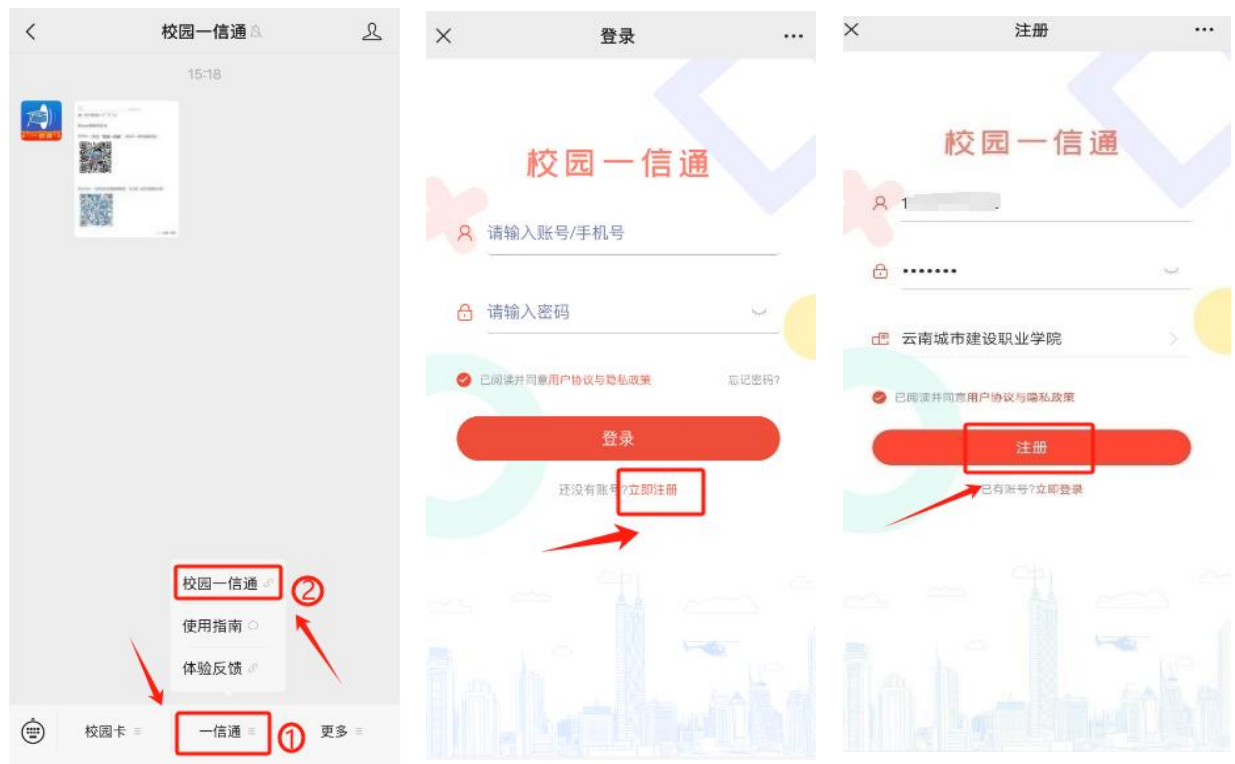 校园一信通
15:18
校园一信通
②
使用指南
体验反馈
校园卡
一信通
①
更多
登录
校园一信通
请输入账号/手机号
请输入密码
已阅读并同意用户协议与隐私政策
忘记密码?
登录
还没有账号?立即注册
注册
校园一信通
1
•••••••
云南城市建设职业学院
已阅读并同意用户协议与隐私政策
注册
已有账号?立即登录